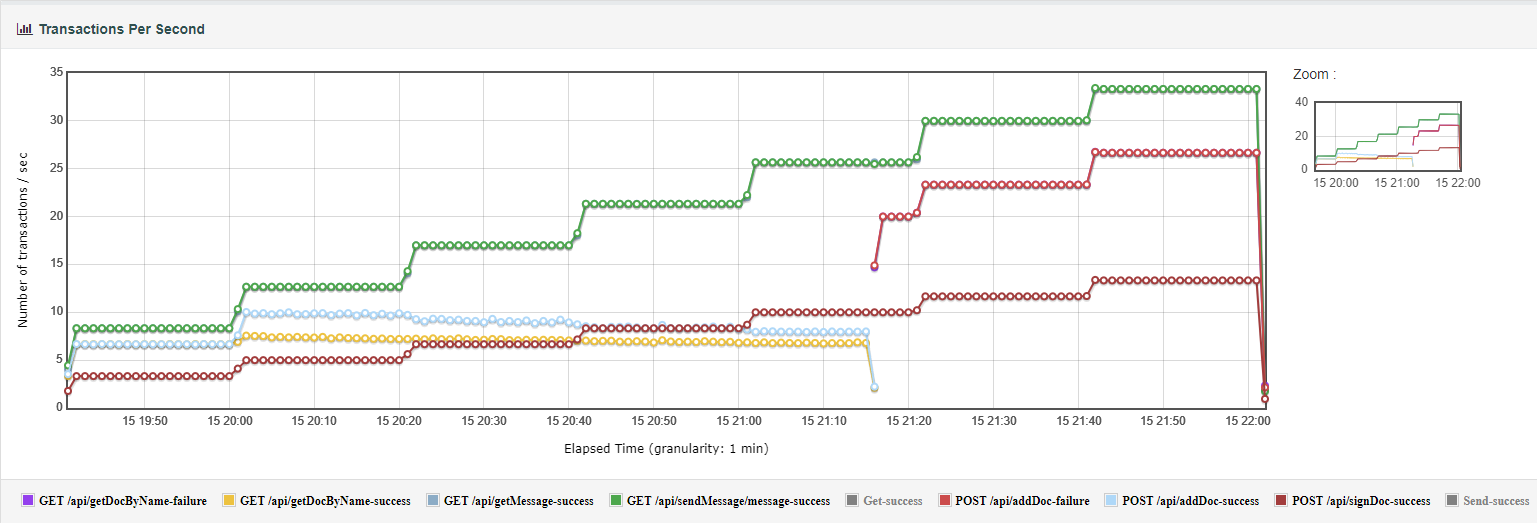 Transactions Per Second
Zoom :
35
30
25
20
15
10
5
0
Number of transactions / sec
15 19:50
15 20:00
15 20:10
15 20:20
15 20:30
15 20:40
15 20:50
15 21:00
15 21:10
15 21:20
15 21:30
15 21:40
15 21:50
15 22:00
Elapsed Time (granularity: 1 min)
40
20
0
15 20:00
15 21:00
15 22:00
GET /api/getDocByName-failure
GET /api/getDocByName-success
GET /api/getMessage-success
GET /api/sendMessage/message-success
Get-success
POST /api/addDoc-failure
POST /api/addDoc-success
POST /api/signDoc-success
Send-success